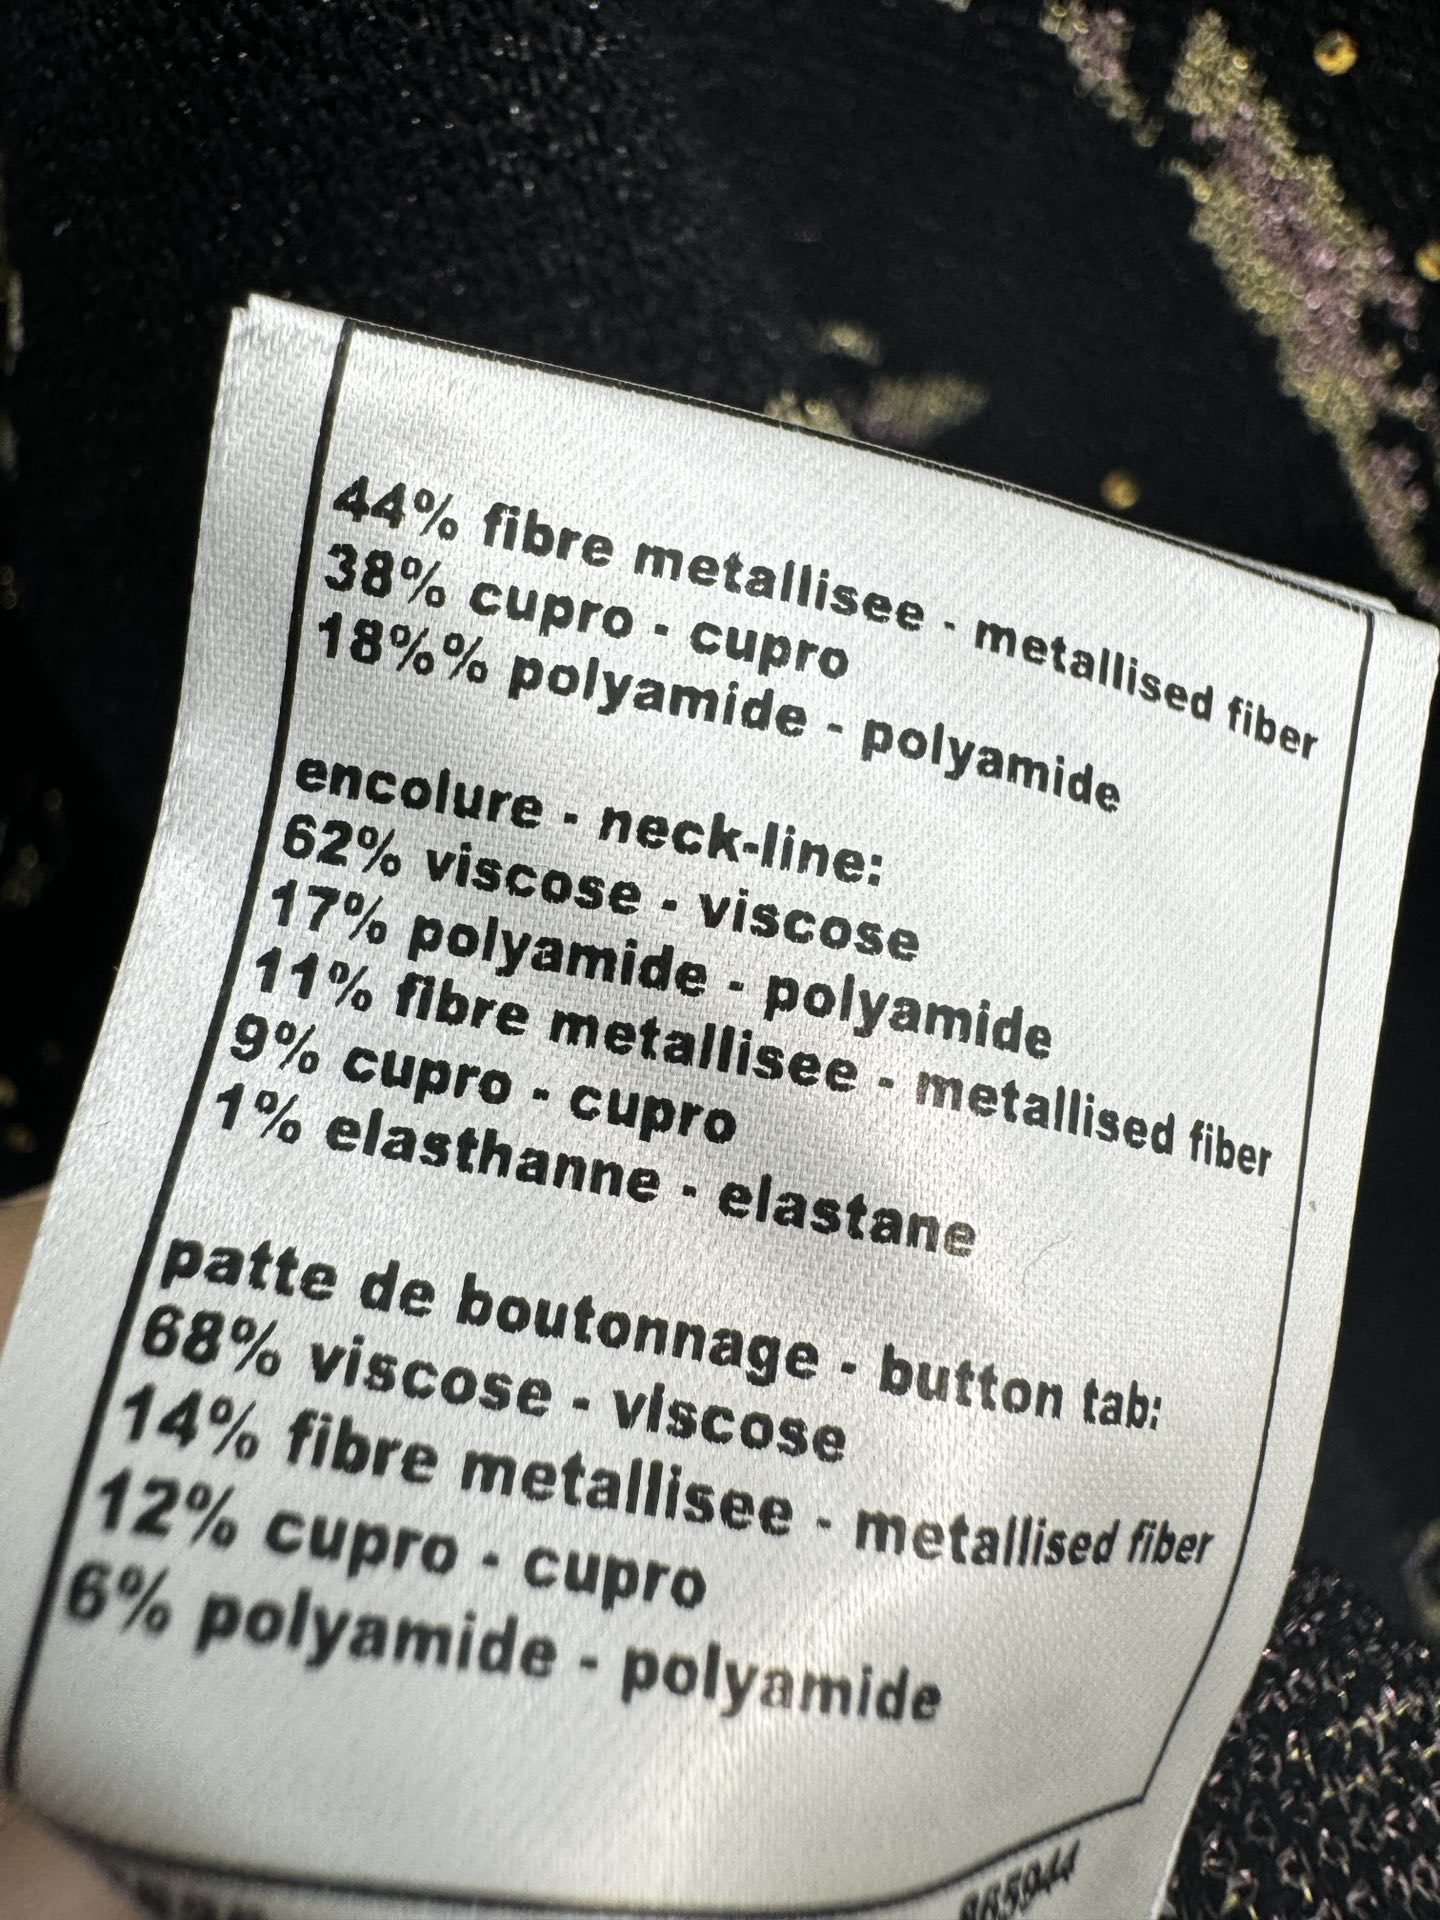 44% fibre metallisee - metallised fiber
38% cupro - cupro
18%% polyamide - polyamide
encolure - neck-line:
62% viscose - viscose
17% polyamide - polyamide
11% fibre metallisee - metallised fiber
9% cupro - cupro
1% elasthanne - elastane
patte de boutonnage - button tab:
68% viscose - viscose
14% fibre metallisee - metallised fiber
12% cupro - cupro
6% polyamide - polyamide